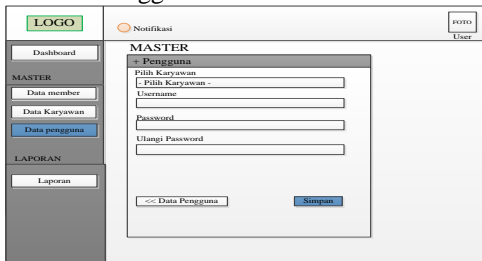 LOGO
Notifikasi
FOTO
User
Dashboard
MASTER
Data member
Data Karyawan
Data pengguna
LAPORAN
Laporan
MASTER
+ Pengguna
Pilih Karyawan
- Pilih Karyawan -
Username
Password
Ulangi Password
<< Data Pengguna
Simpan